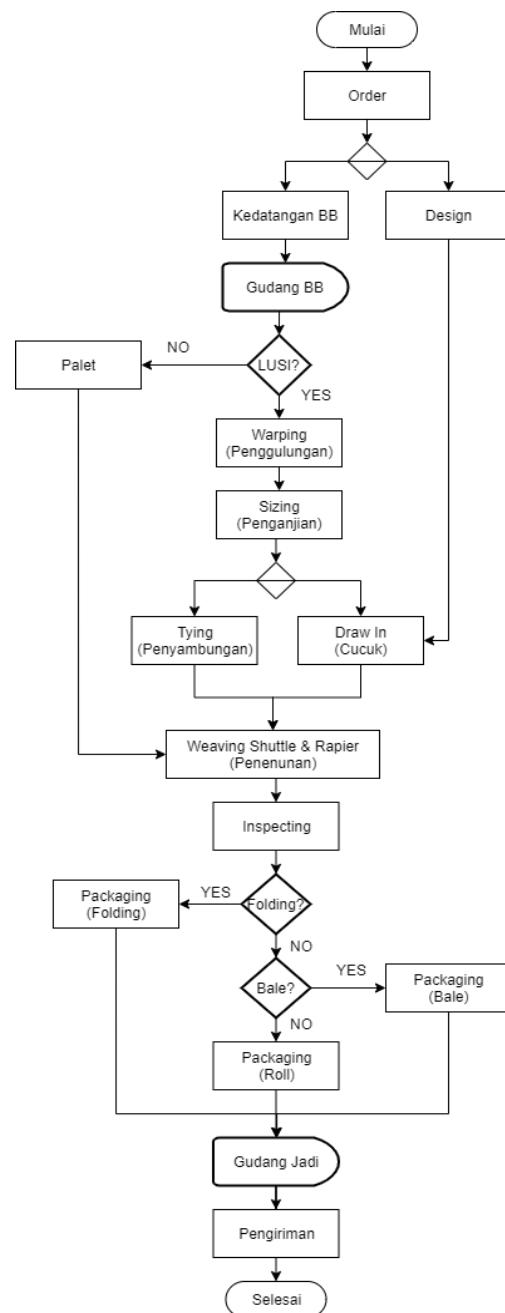 Mulai
Order
Kedatangan BB
Design
Gudang BB
NO
Palet
LUSI?
YES
Warping
(Penggulungan)
Sizing
(Penganjian)
Tying
(Penyambungan)
Draw In
(Cucuk)
Weaving Shuttle & Rapier
(Penenunan)
Inspecting
Packaging
(Folding)
YES
Folding?
NO
Bale?
YES
Packaging
(Bale)
NO
Packaging
(Roll)
Gudang Jadi
Pengiriman
Selesai